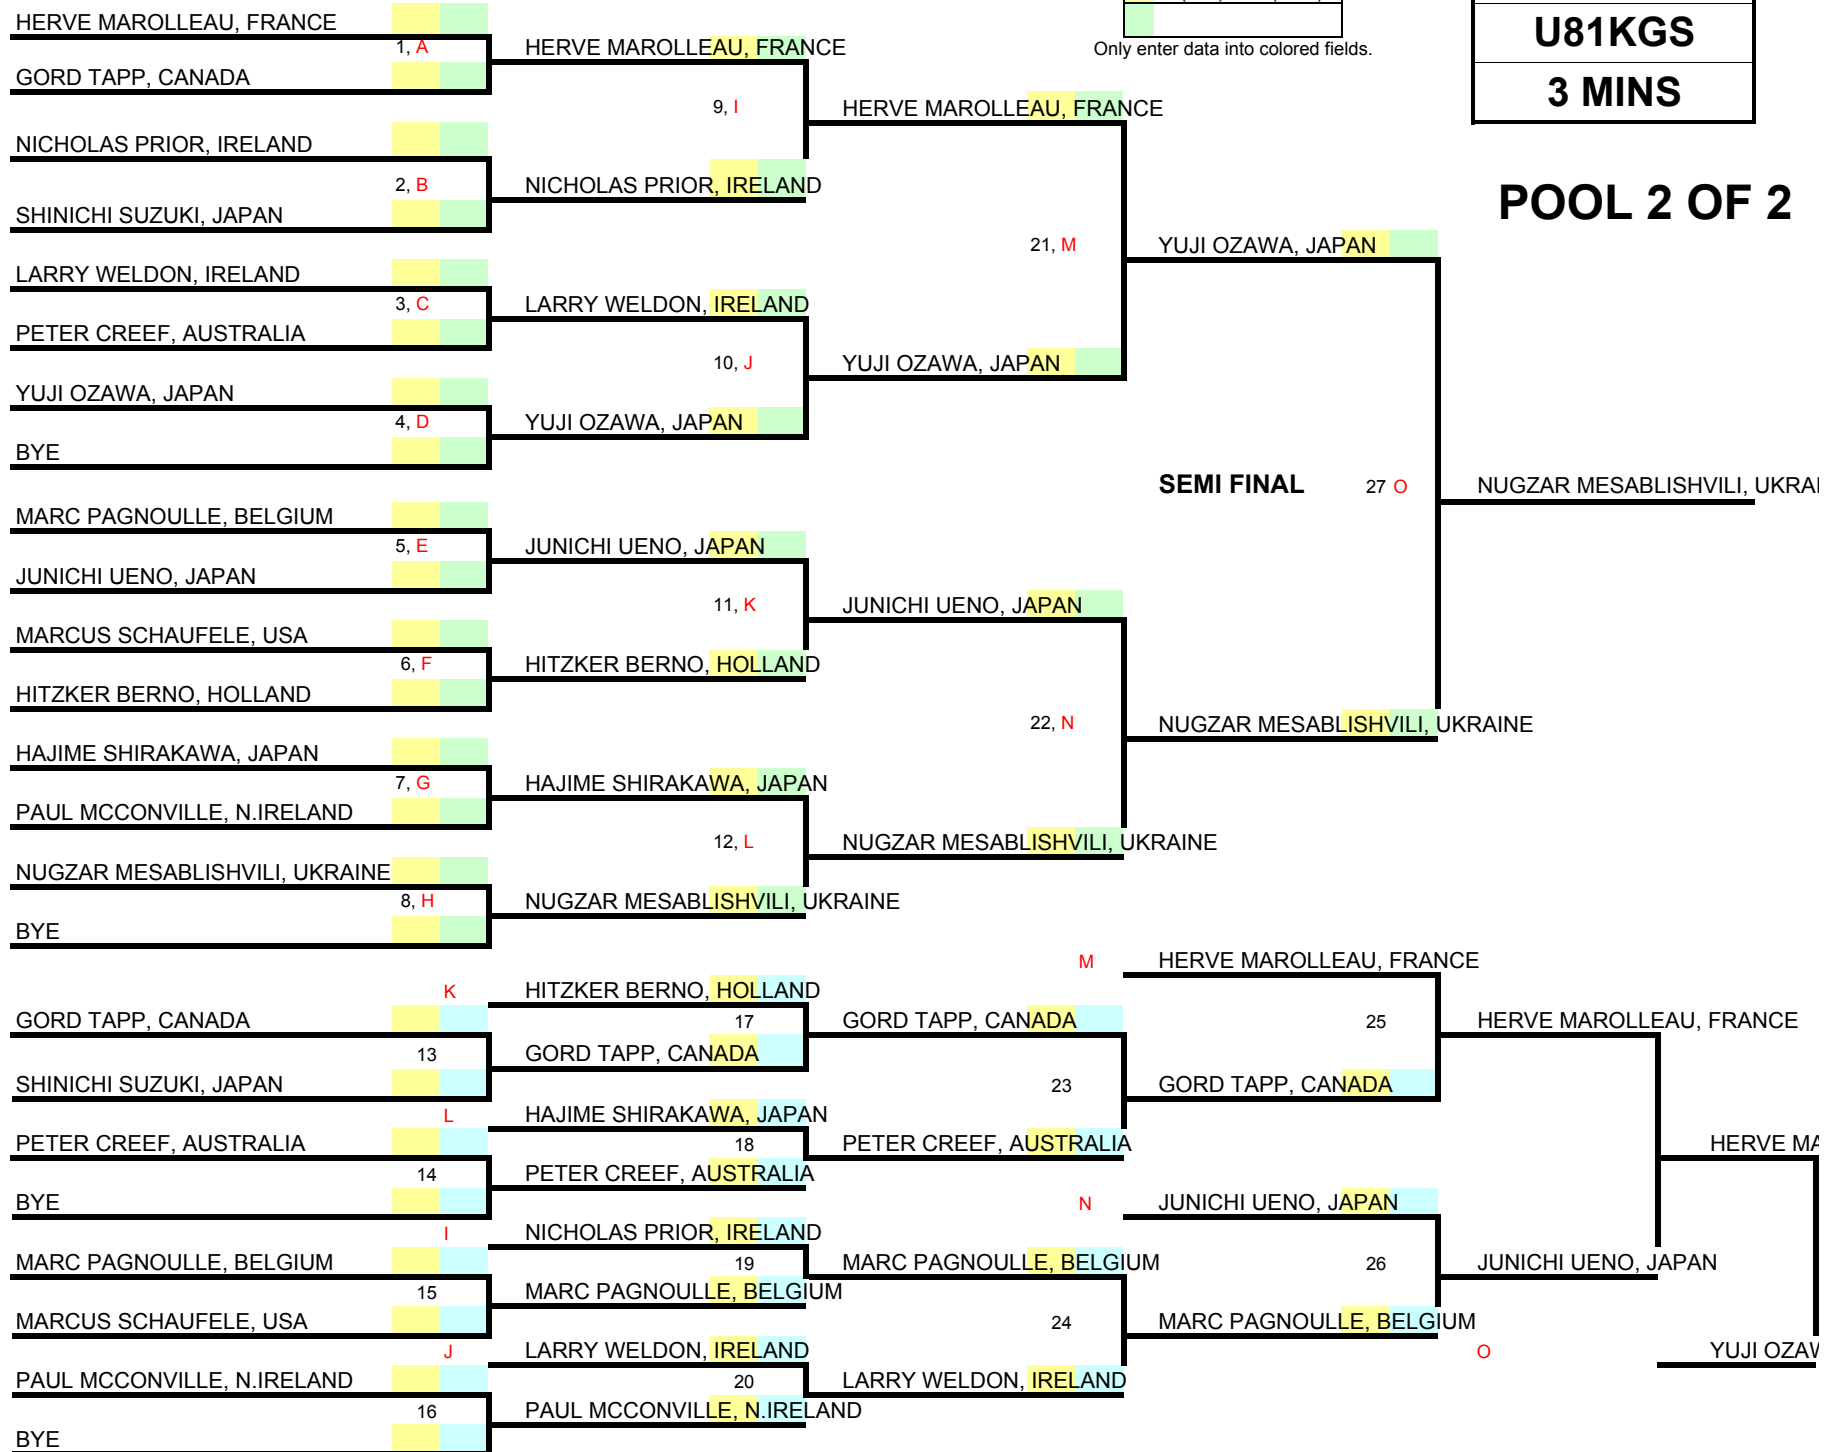 HERVE MAROLLEAU, FRANCE
1, A
GORD TAPP, CANADA
NICHOLAS PRIOR, IRELAND
2, B
SHINICHI SUZUKI, JAPAN
LARRY WELDON, IRELAND
3, C
PETER CREEF, AUSTRALIA
YUJI OZAWA, JAPAN
4, D
BYE
MARC PAGNOULLE, BELGIUM
5, E
JUNICHI UENO, JAPAN
MARCUS SCHAUFELE, USA
6, F
HITZKER BERNO, HOLLAND
HAJIME SHIRAKAWA, JAPAN
7, G
PAUL MCCONVILLE, N.IRELAND
NUGZAR MESABLISHVILI, UKRAINE
8, H
BYE
HERVE MAROLLEAU, FRANCE
9, I
NICHOLAS PRIOR, IRELAND
LARRY WELDON, IRELAND
10, J
YUJI OZAWA, JAPAN
JUNICHI UENO, JAPAN
11, K
HITZKER BERNO, HOLLAND
HAJIME SHIRAKAWA, JAPAN
12, L
NUGZAR MESABLISHVILI, UKRAINE
HERVE MAROLLEAU, FRANCE
21, M
YUJI OZAWA, JAPAN
JUNICHI UENO, JAPAN
22, N
NUGZAR MESABLISHVILI, UKRAINE
Only enter data into colored fields.
U81KGS
3 MINS
POOL 2 OF 2
YUJI OZAWA, JAPAN
SEMI FINAL
27 O
NUGZAR MESABLISHVILI, UKRAINE
NUGZAR MESABLISHVILI, UKRAI
K
GORD TAPP, CANADA
13
SHINICHI SUZUKI, JAPAN
L
PETER CREEF, AUSTRALIA
14
BYE
I
MARC PAGNOULLE, BELGIUM
15
MARCUS SCHAUFELE, USA
J
PAUL MCCONVILLE, N.IRELAND
16
BYE
HITZKER BERNO, HOLLAND
17
GORD TAPP, CANADA
HAJIME SHIRAKAWA, JAPAN
18
PETER CREEF, AUSTRALIA
NICHOLAS PRIOR, IRELAND
19
MARC PAGNOULLE, BELGIUM
LARRY WELDON, IRELAND
20
PAUL MCCONVILLE, N.IRELAND
M
GORD TAPP, CANADA
23
PETER CREEF, AUSTRALIA
N
MARC PAGNOULLE, BELGIUM
24
LARRY WELDON, IRELAND
HERVE MAROLLEAU, FRANCE
25
GORD TAPP, CANADA
JUNICHI UENO, JAPAN
26
MARC PAGNOULLE, BELGIUM
HERVE MAROLLEAU, FRANCE
JUNICHI UENO, JAPAN
O
HERVE MA
YUJI OZAW